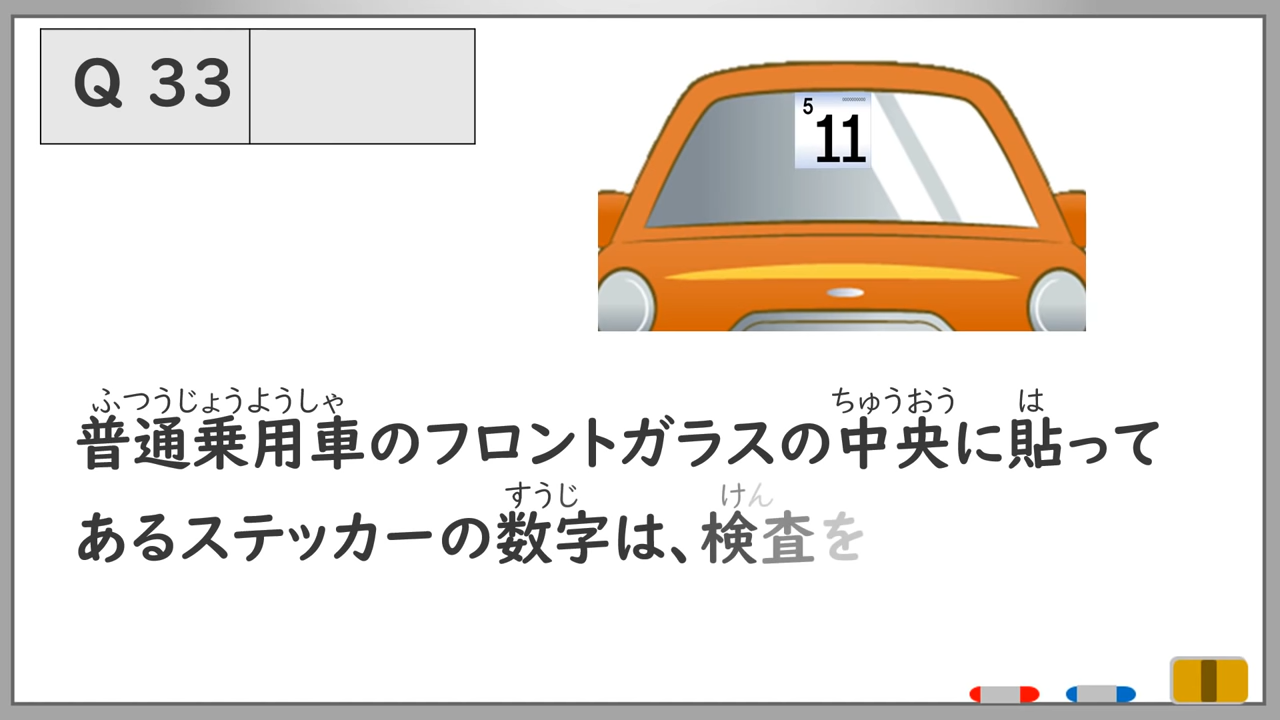 Q 33
5
11
ふつうじょうようしゃ ちゅうおう は
普通乗用車のフロントガラスの中央に貼って
すうじ けん
あるステッカーの数字は、検査を